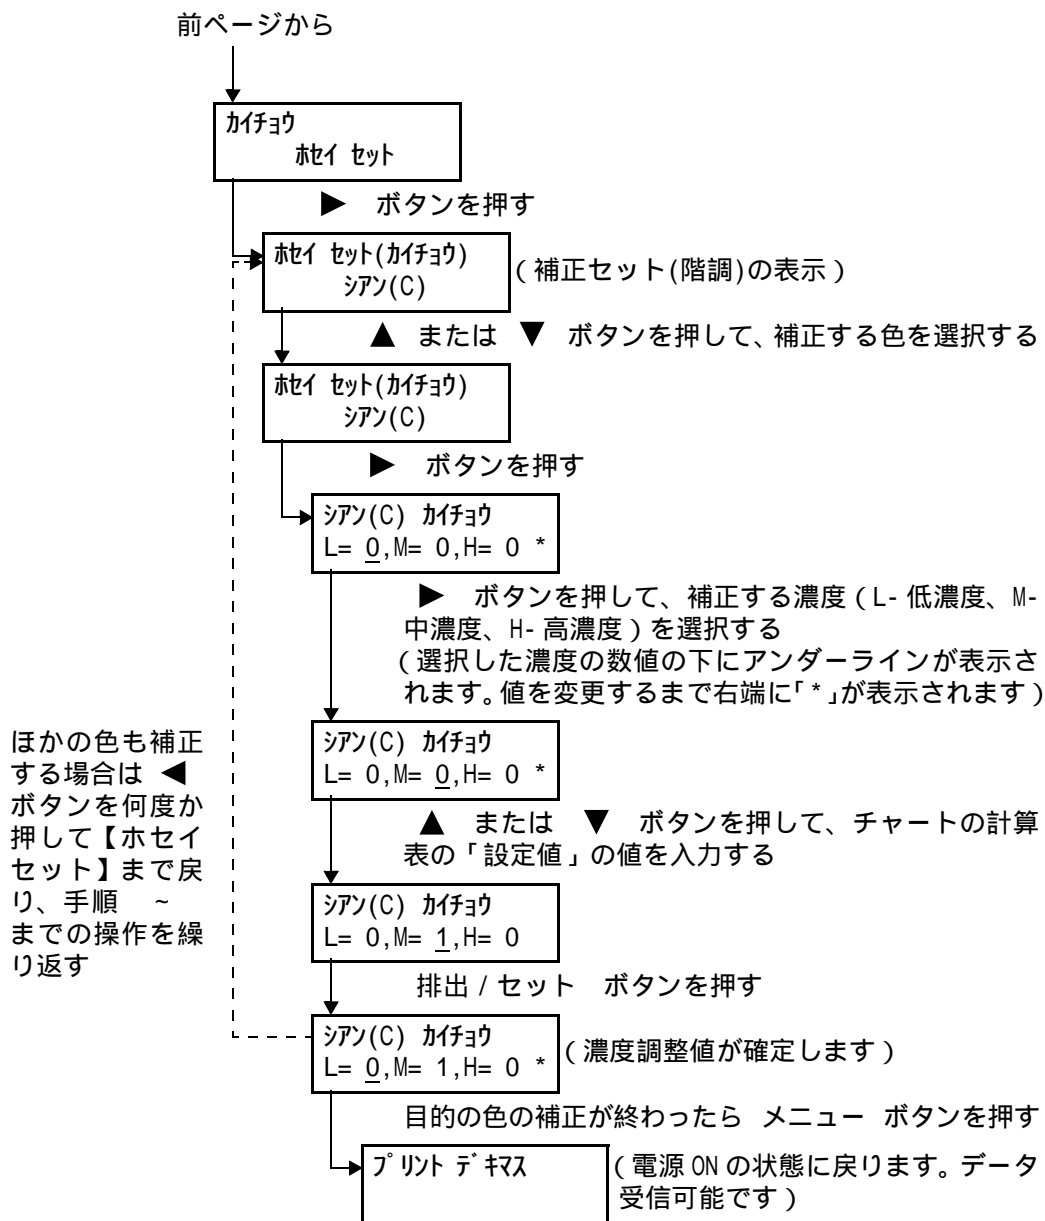 前ページから
ｶｲﾁｮｳ
ﾎｾｲ ｾｯﾄ
▶ ボタンを押す
ﾎｾｲ ｾｯﾄ(ｶｲﾁｮｳ)
ｼｱﾝ(C)
（補正セット(階調)の表示）
▲ または ▼ ボタンを押して、補正する色を選択する
ﾎｾｲ ｾｯﾄ(ｶｲﾁｮｳ)
ｼｱﾝ(C)
▶ ボタンを押す
ｼｱﾝ(C) ｶｲﾁｮｳ
L= 0,M= 0,H= 0 *
▶ ボタンを押して、補正する濃度（L-低濃度、M-
中濃度、H-高濃度）を選択する
（選択した濃度の数値の下にアンダーラインが表示さ
れます。値を変更するまで右端に「*」が表示されます）
ｼｱﾝ(C) ｶｲﾁｮｳ
L= 0,M= 0,H= 0 *
▲ または ▼ ボタンを押して、チャートの計算
表の「設定値」の値を入力する
ｼｱﾝ(C) ｶｲﾁｮｳ
L= 0,M= 1,H= 0
排出/セット ボタンを押す
ｼｱﾝ(C) ｶｲﾁｮｳ
L= 0,M= 1,H= 0 *
（濃度調整値が確定します）
目的の色の補正が終わったら メニュー ボタンを押す
ﾌﾟﾘﾝﾄ ﾃﾞｷﾏｽ
（電源ONの状態に戻ります。データ
受信可能です）
ほかの色も補正
する場合は ◀
ボタンを何度か
押して【ホセイ
セット】まで戻
り、手順 ~
までの操作を繰
り返す